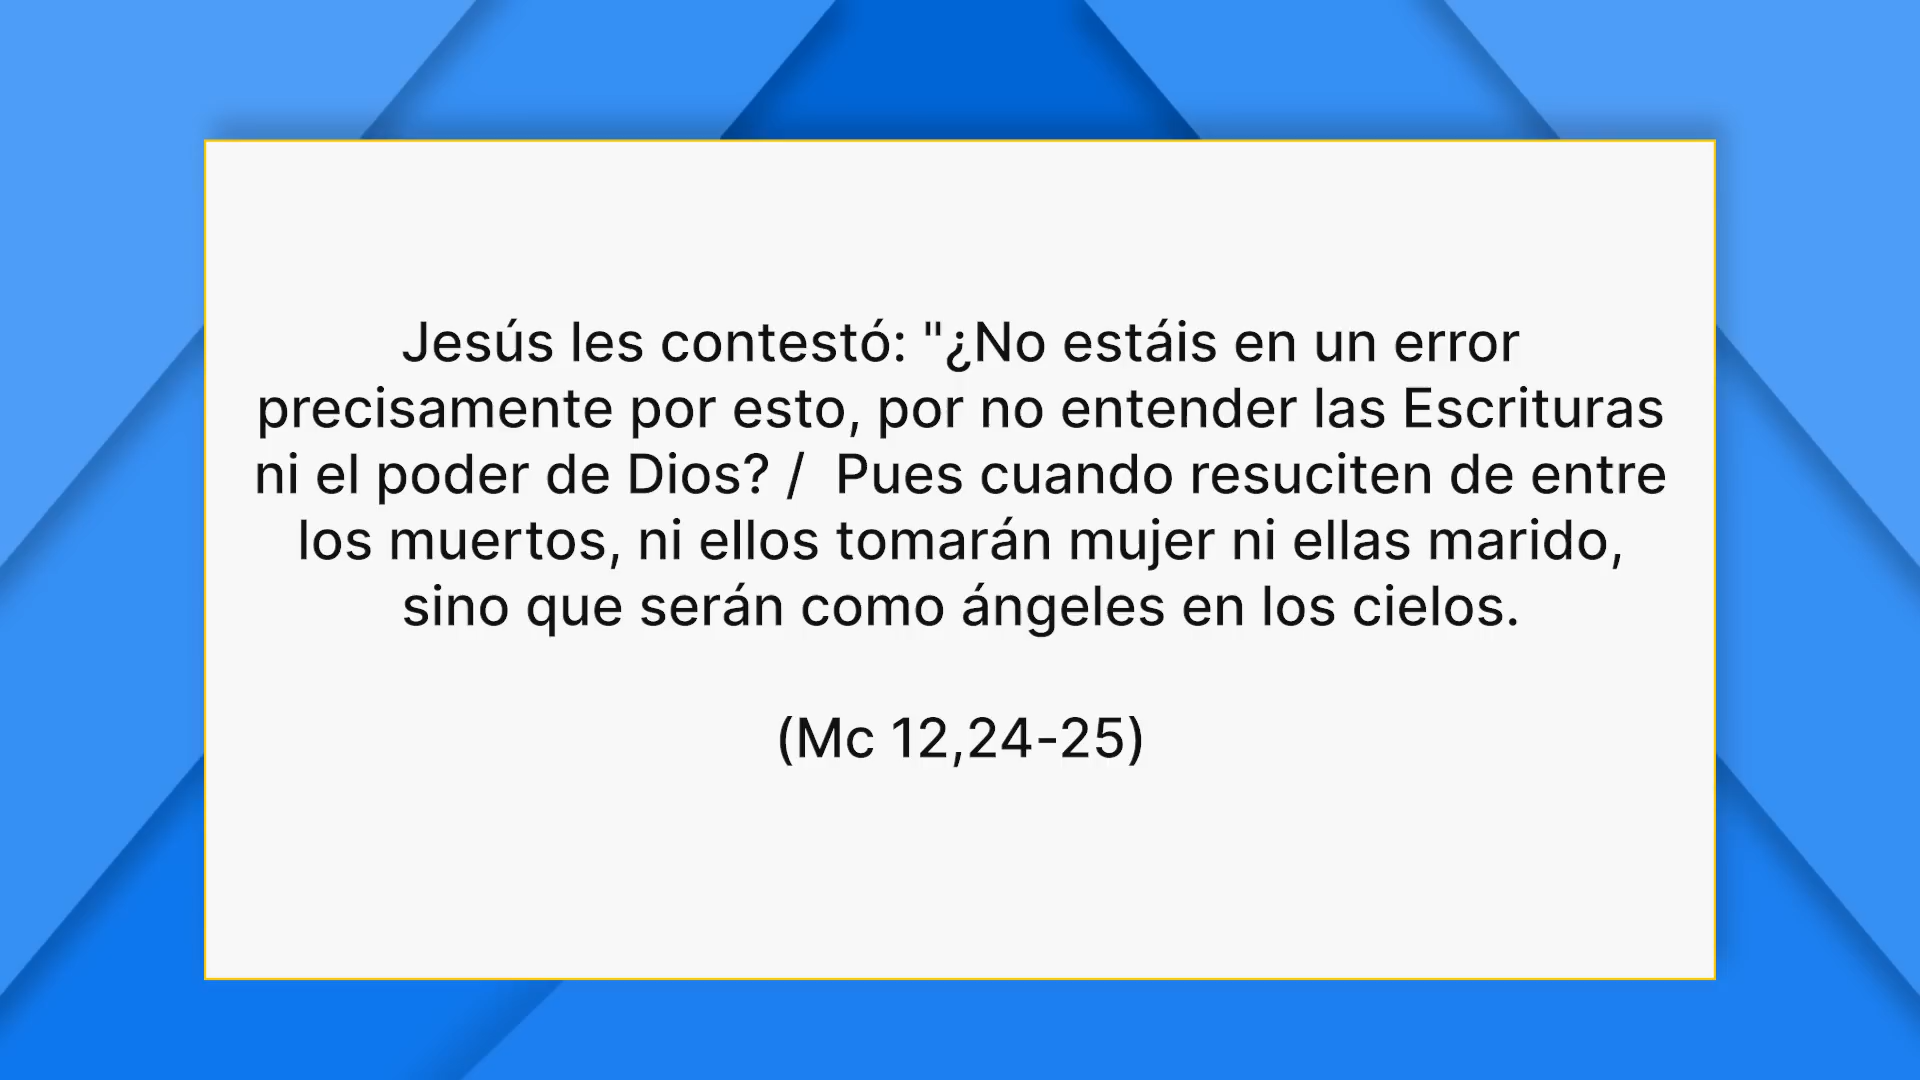 Jesús les contestó: "¿No estáis en un error
precisamente por esto, por no entender las Escrituras
ni el poder de Dios? /  Pues cuando resuciten de entre
los muertos, ni ellos tomarán mujer ni ellas marido,
sino que serán como ángeles en los cielos.
(Mc 12,24-25)